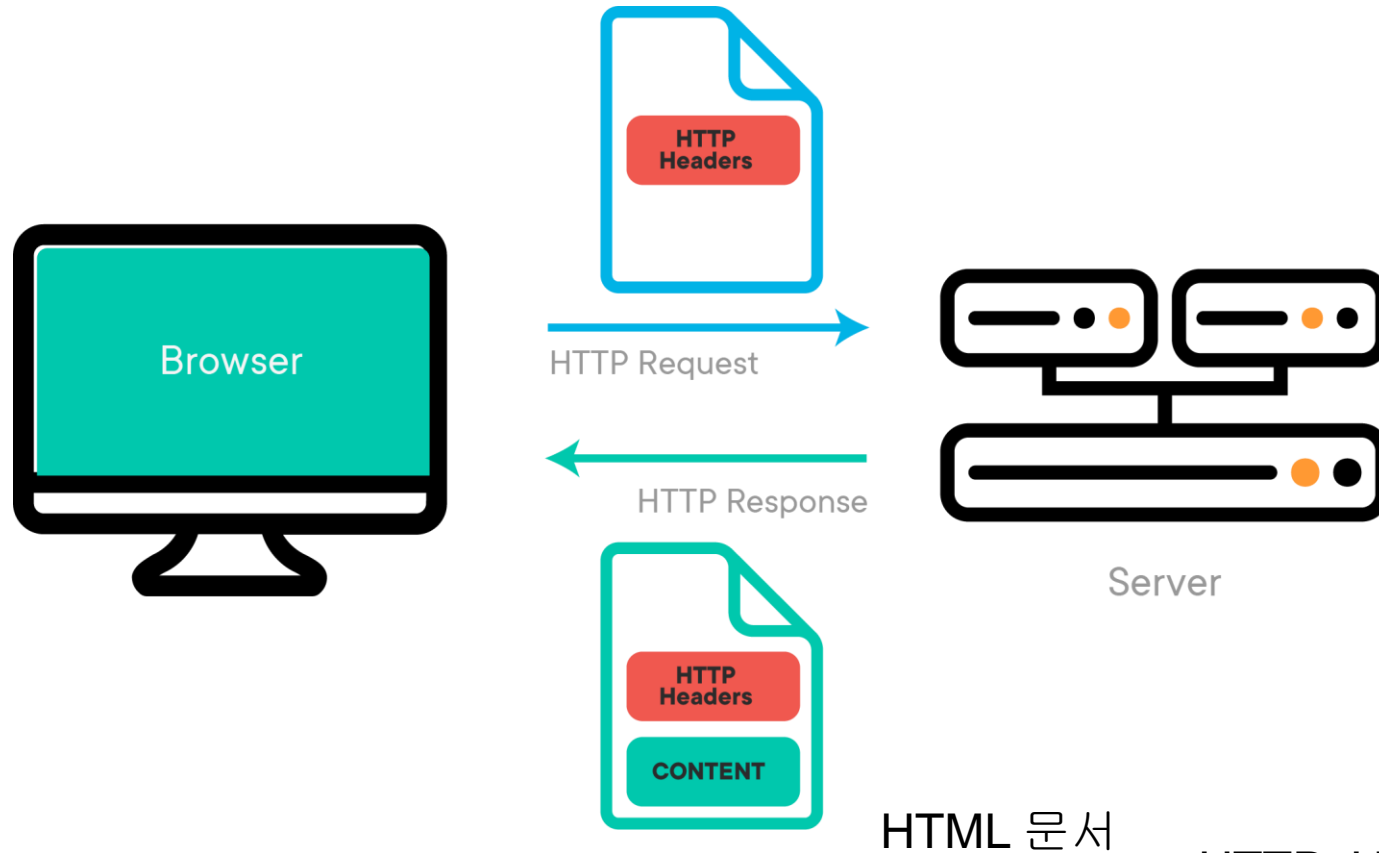 HTTP
Headers
Browser
HTTP Request
HTTP Response
Server
HTTP
Headers
CONTENT
HTML 문서